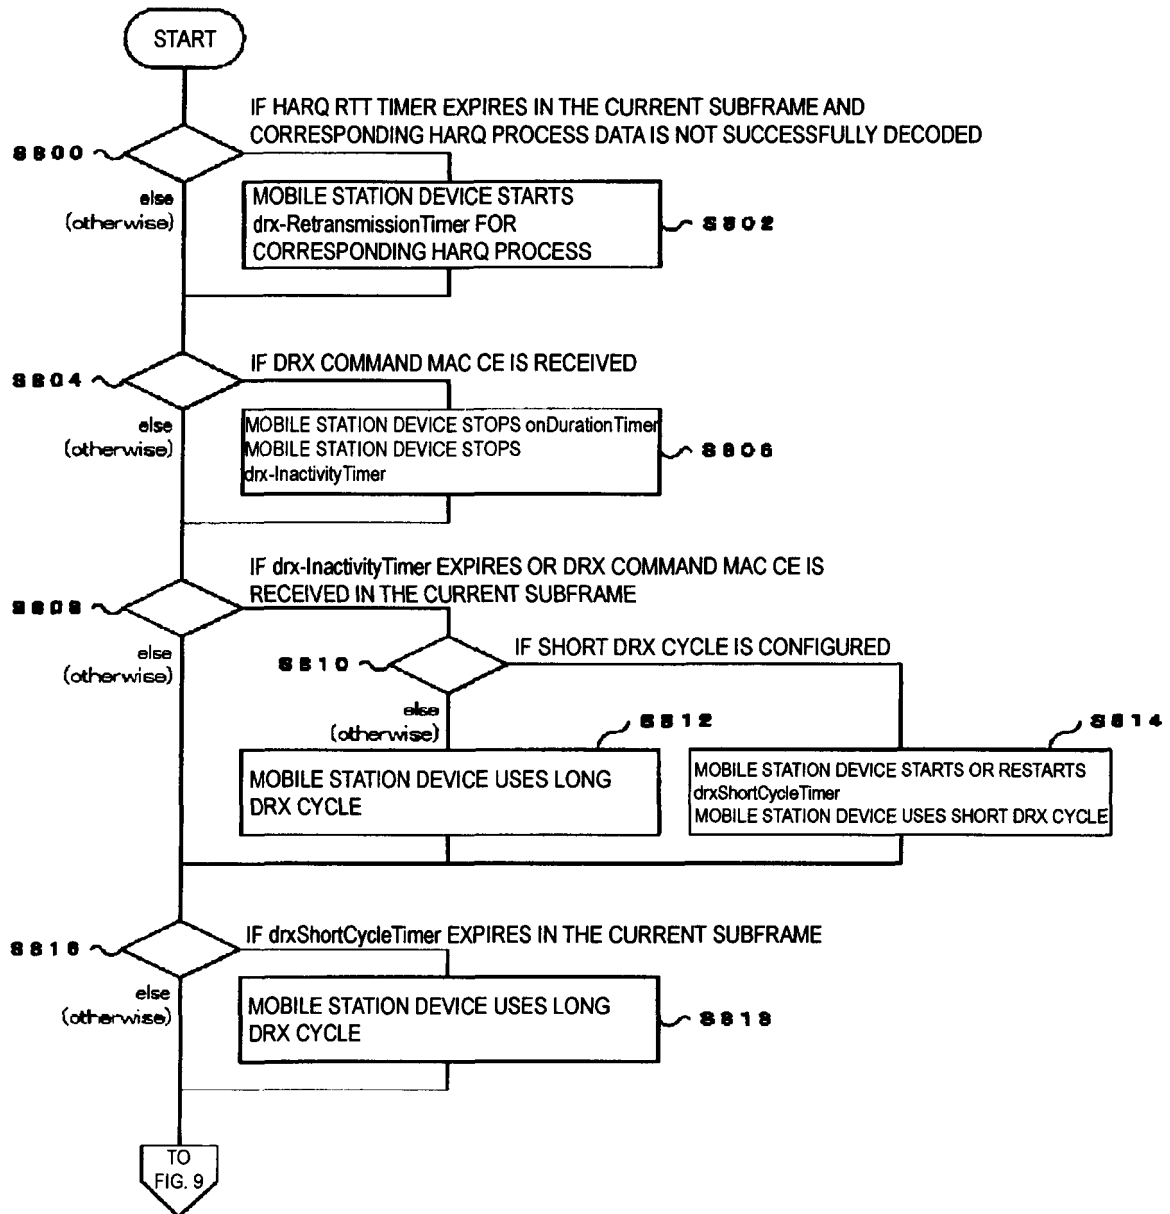 START
IF HARQ RTT TIMER EXPIRES IN THE CURRENT SUBFRAME AND
CORRESPONDING HARQ PROCESS DATA IS NOT SUCCESSFULLY DECODED
S800
else
(otherwise)
MOBILE STATION DEVICE STARTS
drx-RetransmissionTimer FOR
CORRESPONDING HARQ PROCESS
S802
IF DRX COMMAND MAC CE IS RECEIVED
S804
else
(otherwise)
MOBILE STATION DEVICE STOPS onDurationTimer
MOBILE STATION DEVICE STOPS
drx-InactivityTimer
S806
IF drx-InactivityTimer EXPIRES OR DRX COMMAND MAC CE IS
RECEIVED IN THE CURRENT SUBFRAME
S808
else
(otherwise)
IF SHORT DRX CYCLE IS CONFIGURED
S810
else
(otherwise)
S812
S814
MOBILE STATION DEVICE USES LONG
DRX CYCLE
MOBILE STATION DEVICE STARTS OR RESTARTS
drxShortCycleTimer
MOBILE STATION DEVICE USES SHORT DRX CYCLE
IF drxShortCycleTimer EXPIRES IN THE CURRENT SUBFRAME
S816
else
(otherwise)
MOBILE STATION DEVICE USES LONG
DRX CYCLE
S818
TO
FIG. 9